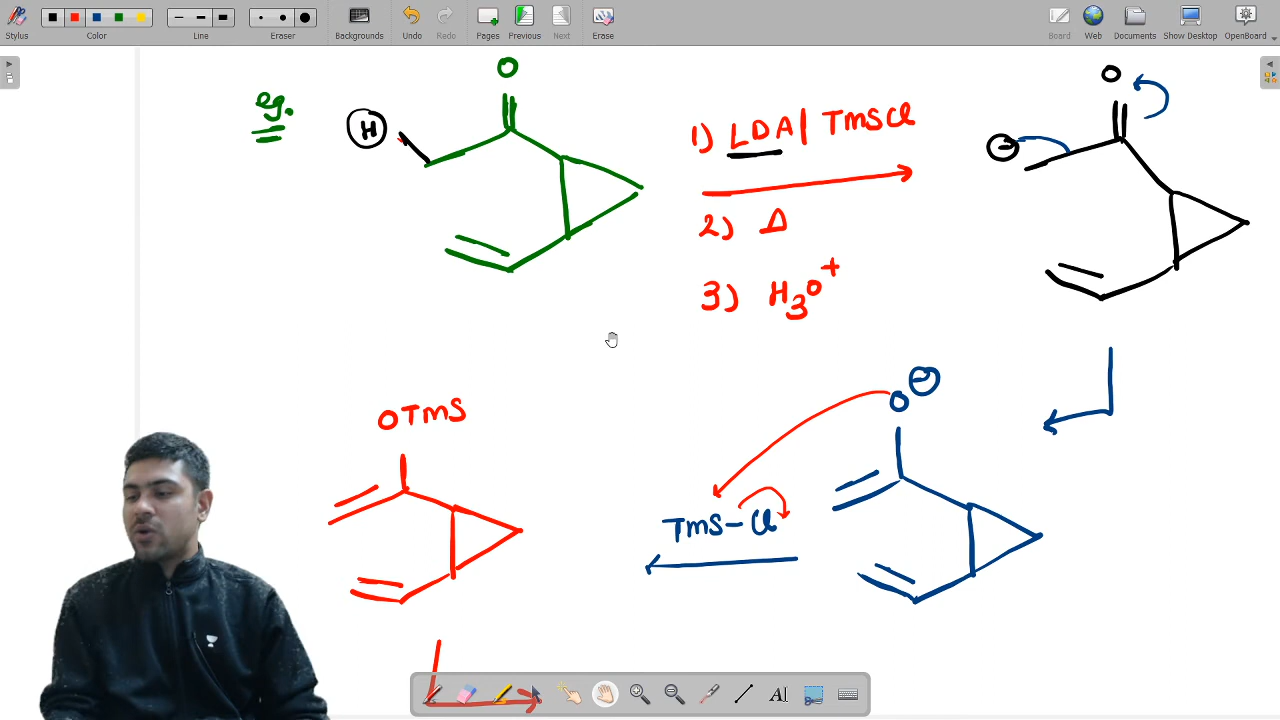 Stylus Color Line Eraser Backgrounds Undo Redo Pages Previous Next Erase Board Web Documents Show Desktop OpenBoard
eg.
O
H
1) LDA/ TMSCl
2) Δ
3) H3O+
O
⊖
OTMS
O⊖
TMS-Cl
AI